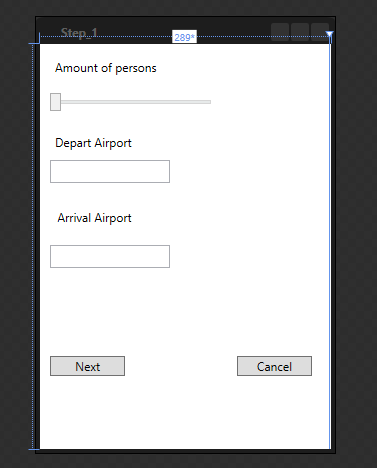 Step_1
289*
Amount of persons
Depart Airport
Arrival Airport
Next
Cancel